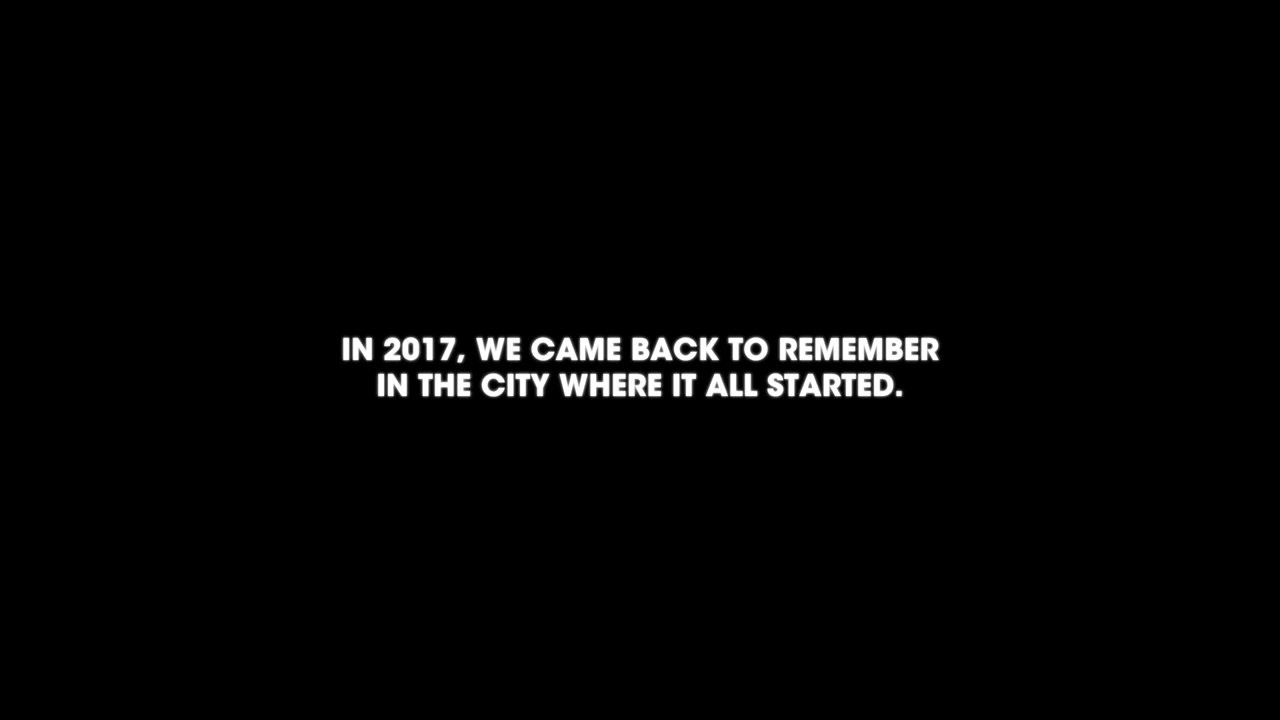 IN 2017, WE CAME BACK TO REMEMBER
IN THE CITY WHERE IT ALL STARTED.